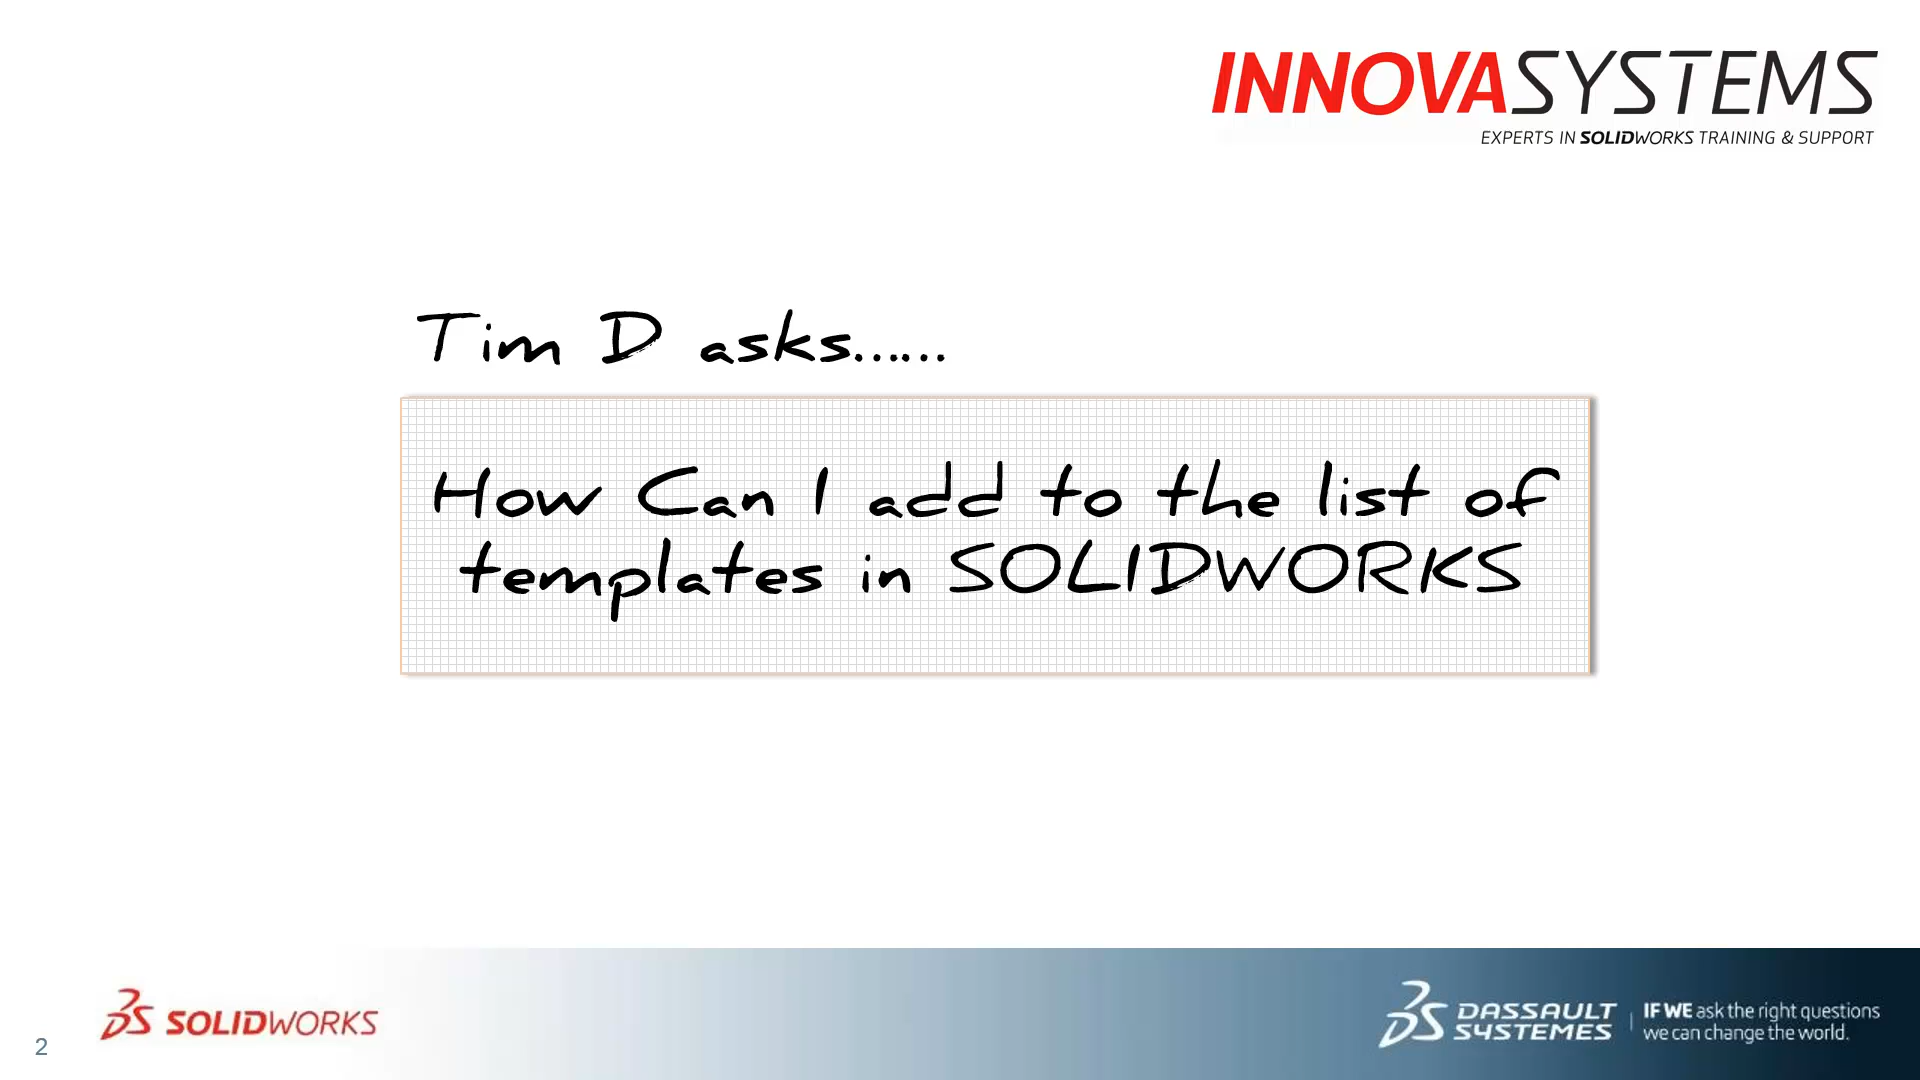 INNOVASYSTEMS
EXPERTS IN SOLIDWORKS TRAINING & SUPPORT
Tim D asks......
How Can I add to the list of
templates in SOLIDWORKS
2
SOLIDWORKS
DASSAULT
SYSTEMES
IF WE ask the right questions
we can change the world.